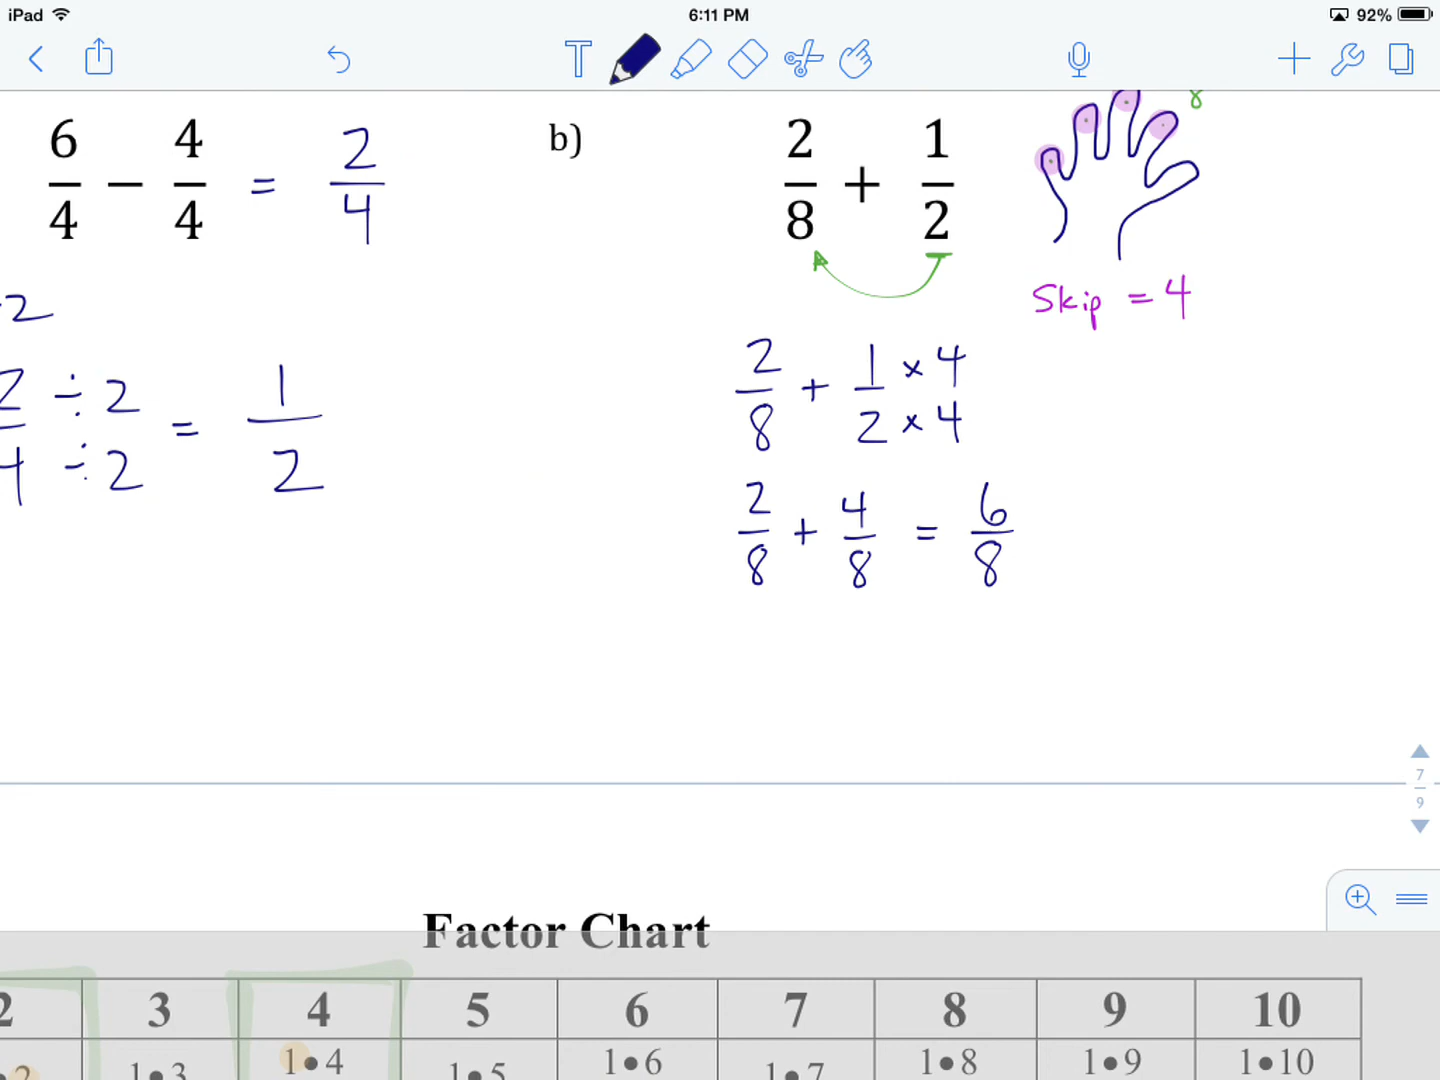 iPad 6:11 PM 92%
T
6/4 − 4/4 = 2/4
b) 2/8 + 1/2
8
Skip = 4
2
2/4 ÷2/÷2 = 1/2
2/8 + 1×4/2×4
2/8 + 4/8 = 6/8
7
9
Factor Chart
2 3 4 5 6 7 8 9 10
•2 1•3 1•4 1•5 1•6 1•7 1•8 1•9 1•10